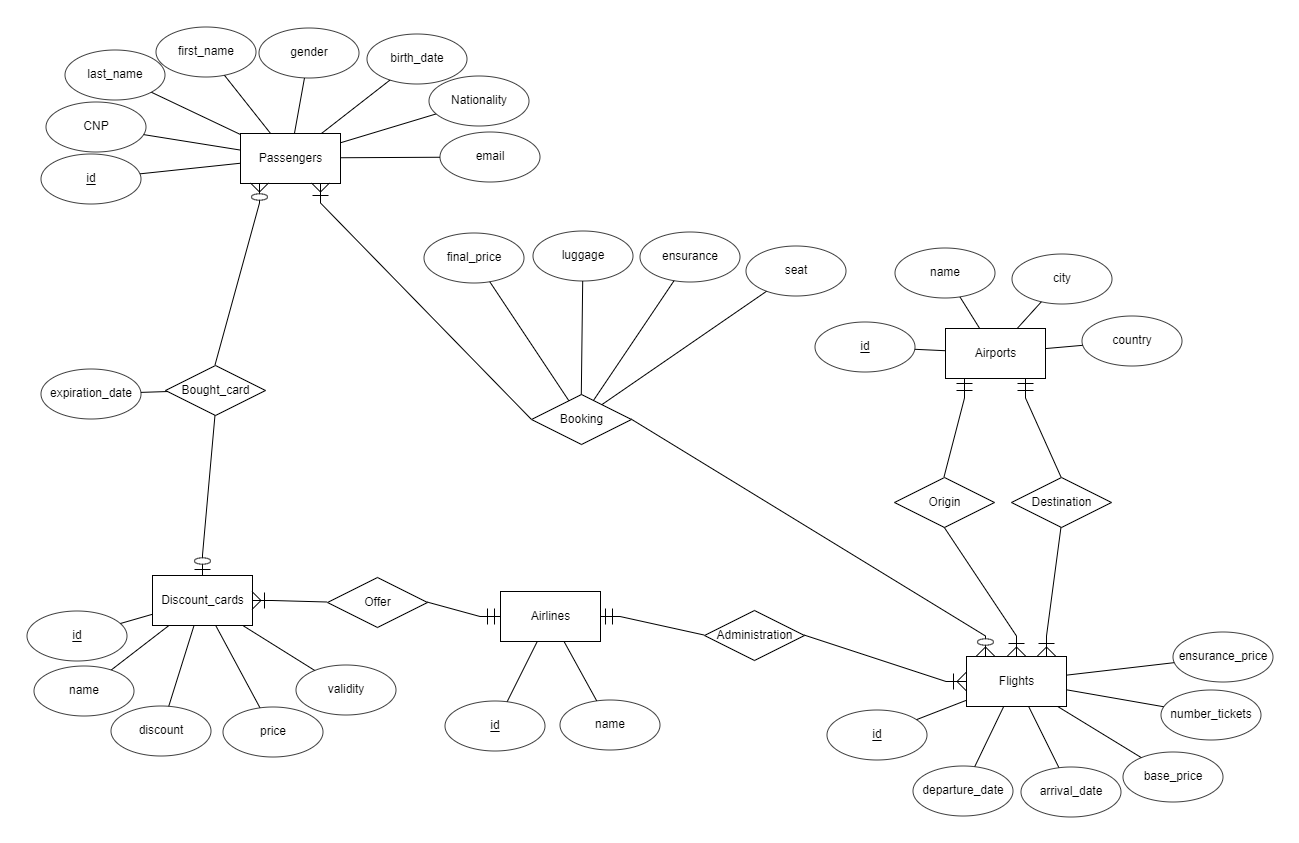 first_name
gender
birth_date
last_name
Nationality
CNP
Passengers
email
id
final_price
luggage
ensurance
seat
name
city
id
Airports
country
expiration_date
Bought_card
Booking
Origin
Destination
Discount_cards
Offer
Airlines
Administration
id
name
discount
price
validity
id
name
Flights
ensurance_price
number_tickets
id
base_price
departure_date
arrival_date